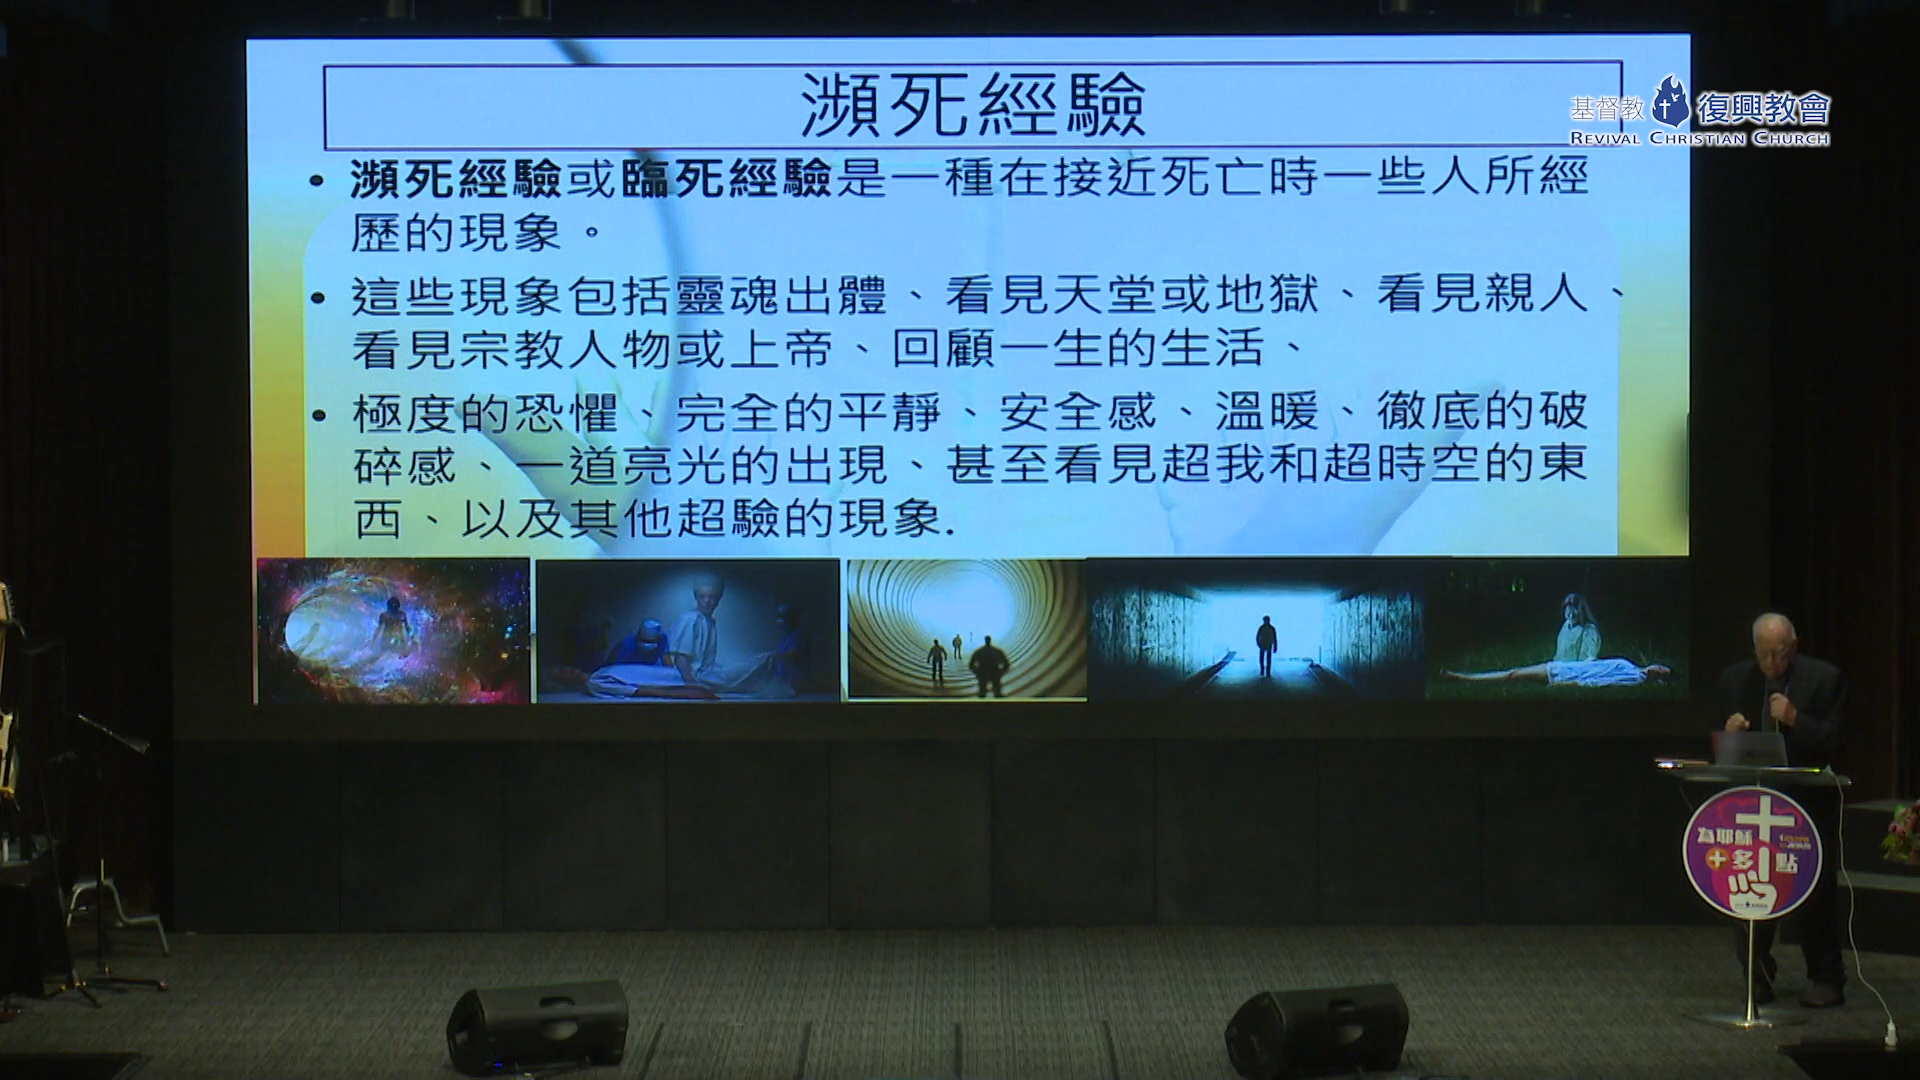 瀕死經驗
基督教 復興教會
REVIVAL CHRISTIAN CHURCH
• 瀕死經驗或臨死經驗是一種在接近死亡時一些人所經
歷的現象。
• 這些現象包括靈魂出體、看見天堂或地獄、看見親人、
看見宗教人物或上帝、回顧一生的生活、
• 極度的恐懼、完全的平靜、安全感、溫暖、徹底的破
碎感、一道亮光的出現、甚至看見超我和超時空的東
西、以及其他超驗的現象.
為耶穌
+多一點